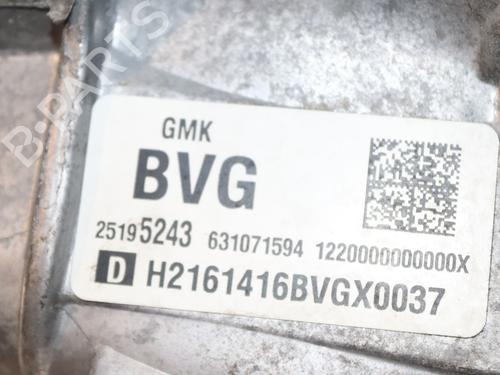 GMK
BVG
25195243 631071594 1220000000000X
D H2161416BVGX0037
B-PARTS